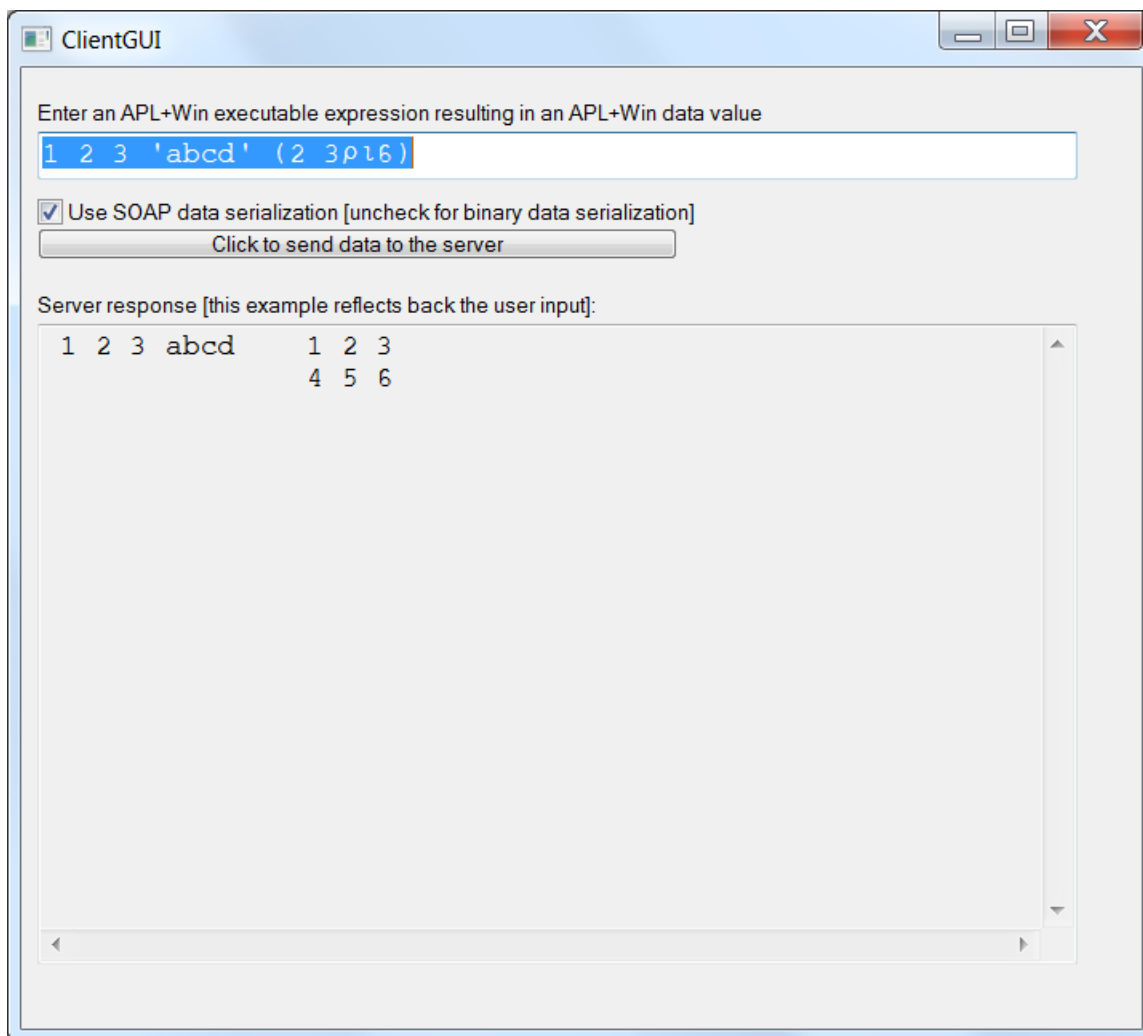 ClientGUI
Enter an APL+Win executable expression resulting in an APL+Win data value
1 2 3 'abcd' (2 3⍴⍳6)
Use SOAP data serialization [uncheck for binary data serialization]
Click to send data to the server
Server response [this example reflects back the user input]:
1 2 3 abcd    1 2 3
4 5 6